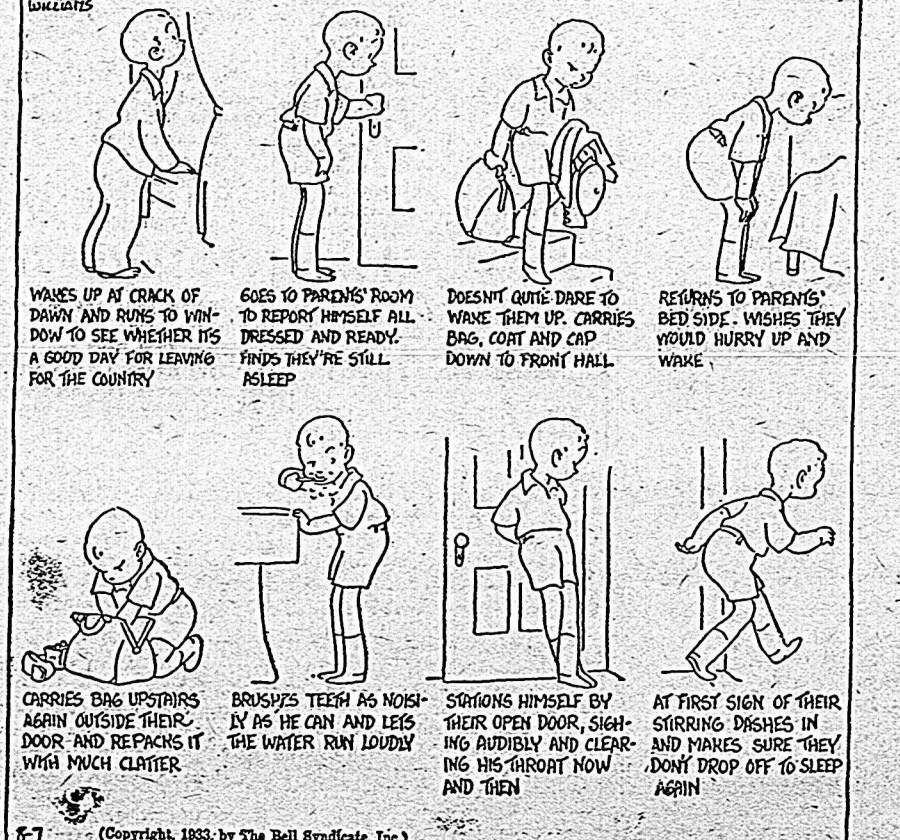 WILLIAMS
WAKES UP AT CRACK OF
DAWN AND RUNS TO WIN-
DOW TO SEE WHETHER IT'S
A GOOD DAY FOR LEAVING
FOR THE COUNTRY
GOES TO PARENTS' ROOM
TO REPORT HIMSELF ALL
DRESSED AND READY.
FINDS THEY'RE STILL
ASLEEP
DOESN'T QUITE DARE TO
WAKE THEM UP. CARRIES
BAG, COAT AND CAP
DOWN TO FRONT HALL
RETURNS TO PARENTS'
BED SIDE. WISHES THEY
WOULD HURRY UP AND
WAKE.
CARRIES BAG UPSTAIRS
AGAIN OUTSIDE THEIR
DOOR AND REPACKS IT
WITH MUCH CLATTER
BRUSHES TEETH AS NOISI-
LY AS HE CAN AND LETS
THE WATER RUN LOUDLY
STATIONS HIMSELF BY
THEIR OPEN DOOR, SIGH-
ING AUDIBLY AND CLEAR-
ING HIS THROAT NOW
AND THEN
AT FIRST SIGN OF THEIR
STIRRING DASHES IN
AND MAKES SURE THEY
DON'T DROP OFF TO SLEEP
AGAIN
8-7 (Copyright, 1933, by The Bell Syndicate, Inc.)